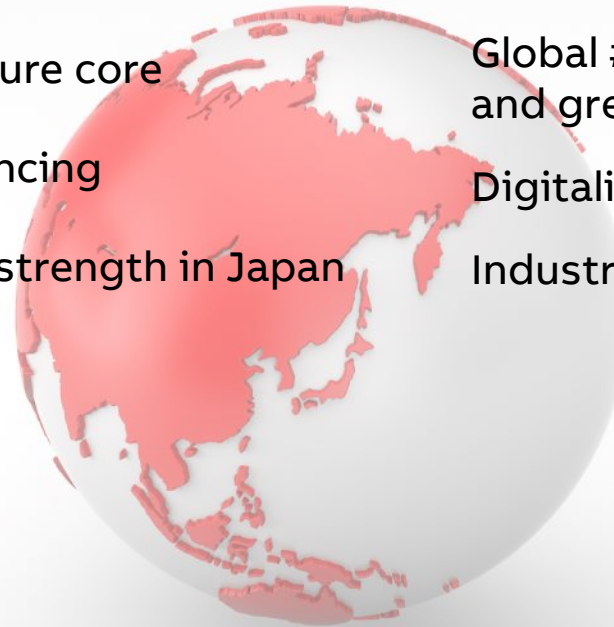 ure core
ncing
strength in Japan
Global #
and gre
Digitali
Industr